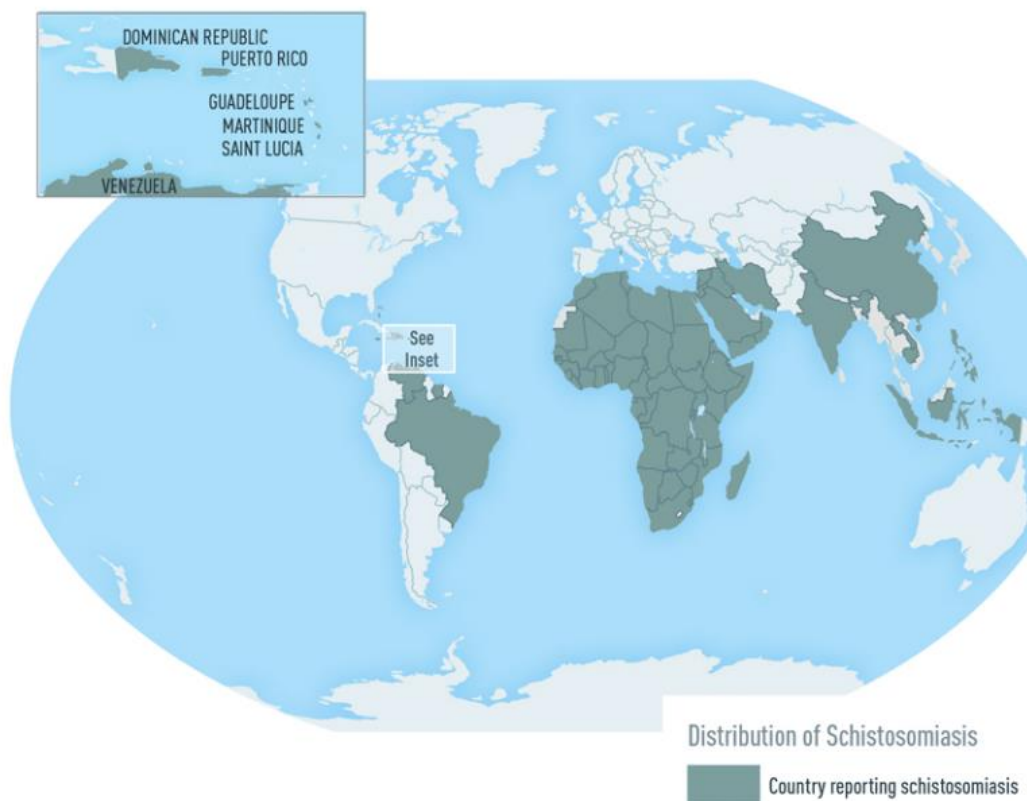 DOMINICAN REPUBLIC
PUERTO RICO
GUADELOUPE
MARTINIQUE
SAINT LUCIA
VENEZUELA
See
Inset
Distribution of Schistosomiasis
Country reporting schistosomiasis